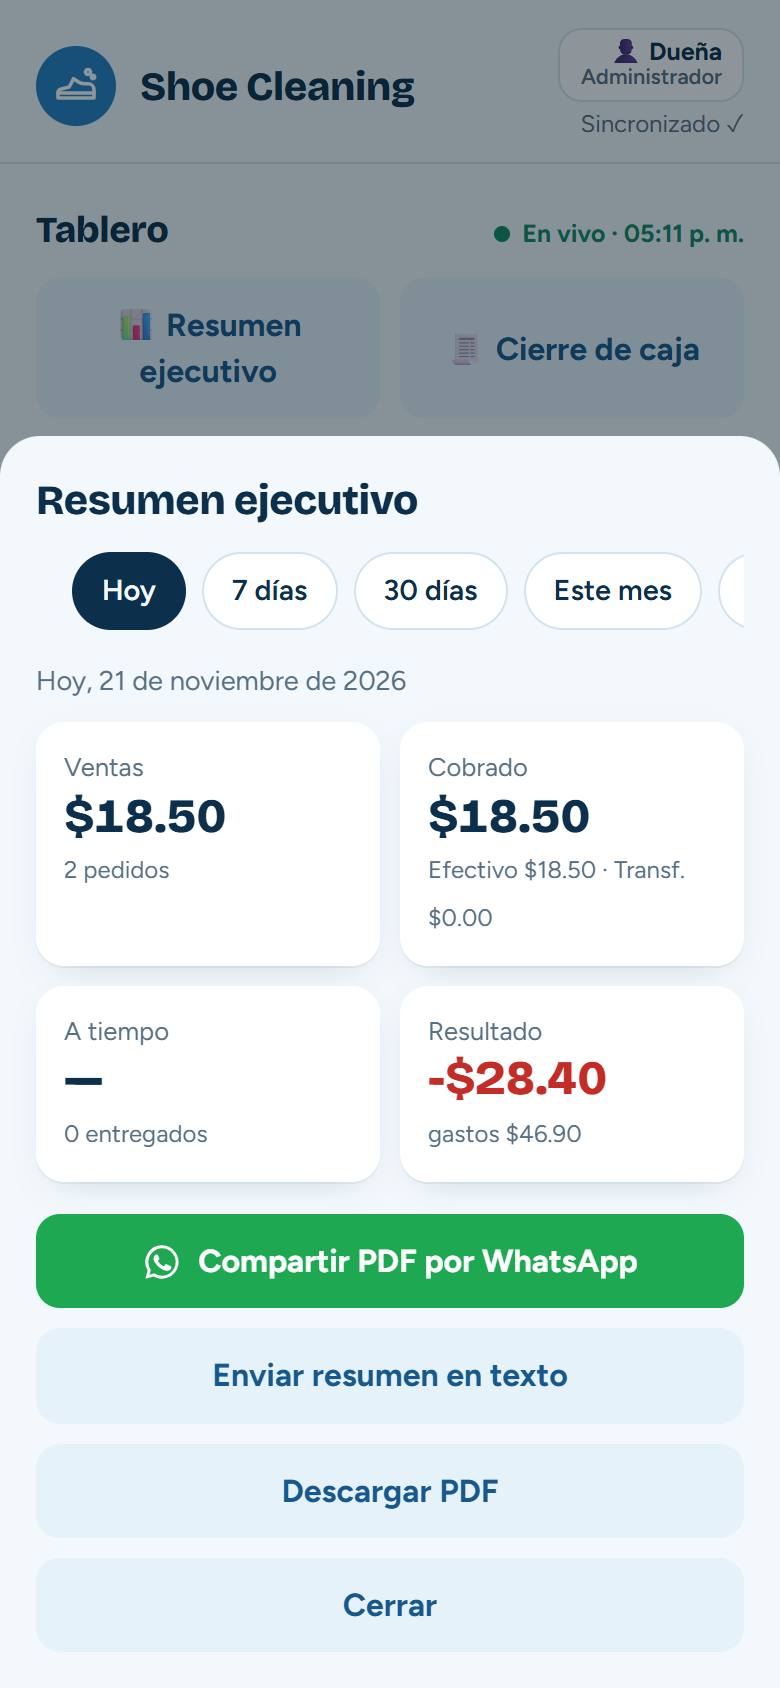 Shoe Cleaning
👤 Dueña
Administrador
Sincronizado ✓
Tablero
En vivo · 05:11 p. m.
📊 Resumen
ejecutivo
🧾 Cierre de caja
Resumen ejecutivo
Hoy
7 días
30 días
Este mes
Hoy, 21 de noviembre de 2026
Ventas
$18.50
2 pedidos
Cobrado
$18.50
Efectivo $18.50 · Transf.
$0.00
A tiempo
—
0 entregados
Resultado
-$28.40
gastos $46.90
Compartir PDF por WhatsApp
Enviar resumen en texto
Descargar PDF
Cerrar